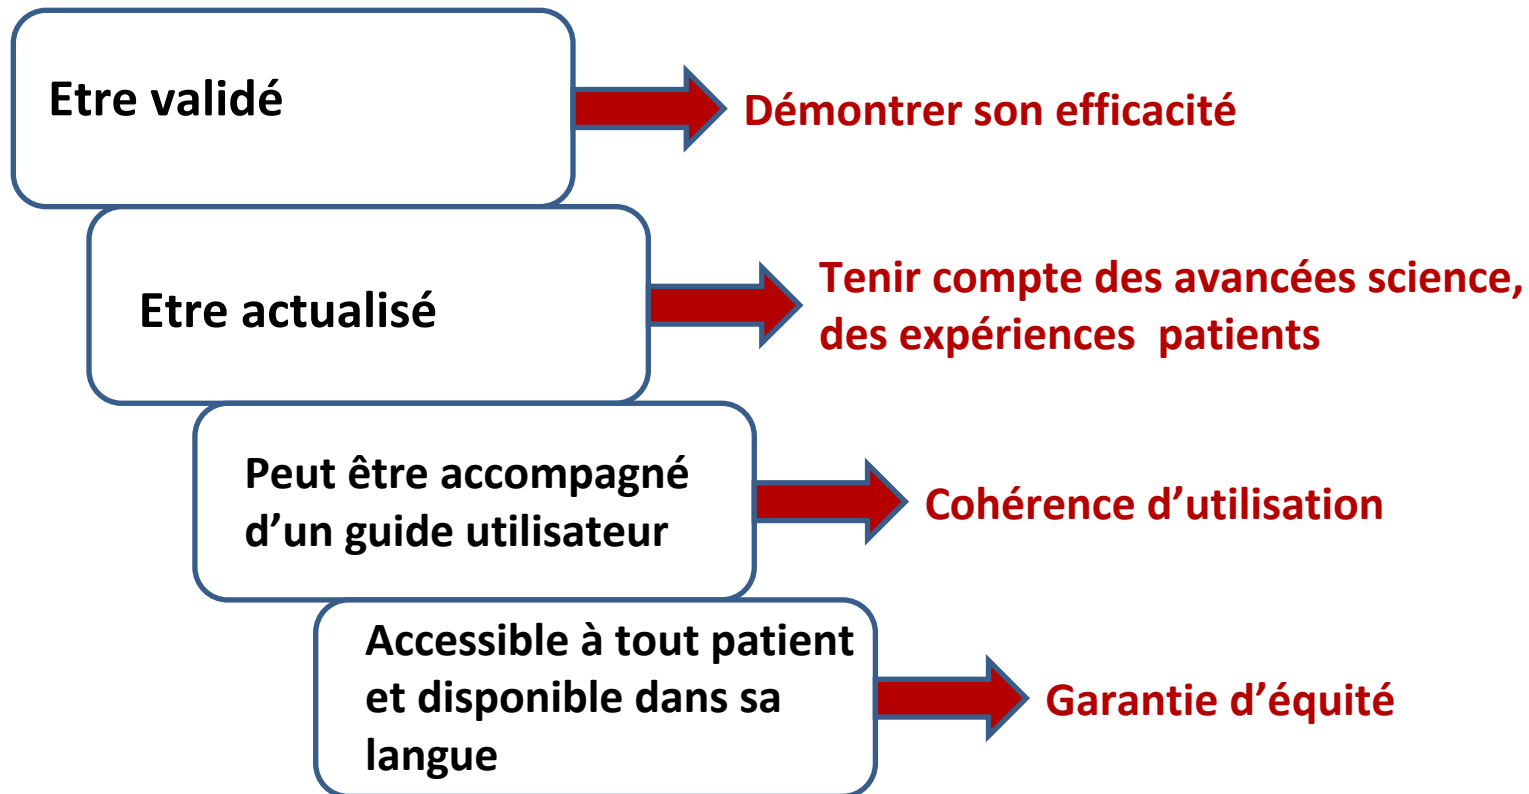 Etre validé
Démontrer son efficacité
Etre actualisé
Tenir compte des avancées science,
des expériences  patients
Peut être accompagné
d’un guide utilisateur
Cohérence d’utilisation
Accessible à tout patient
et disponible dans sa
langue
Garantie d’équité